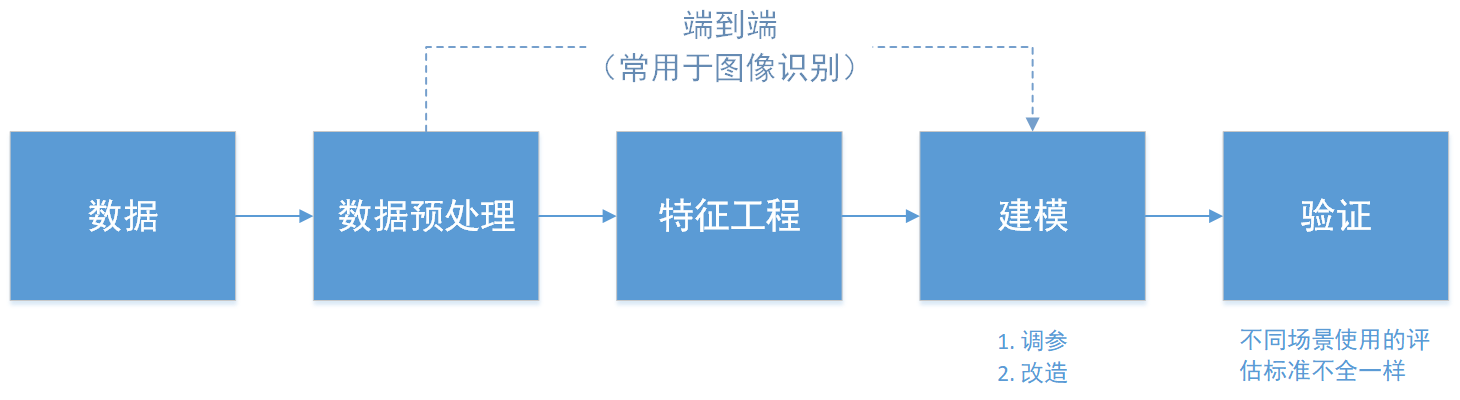 端到端
（常用于图像识别）
数据
数据预处理
特征工程
建模
验证
1. 调参
2. 改造
不同场景使用的评
估标准不全一样